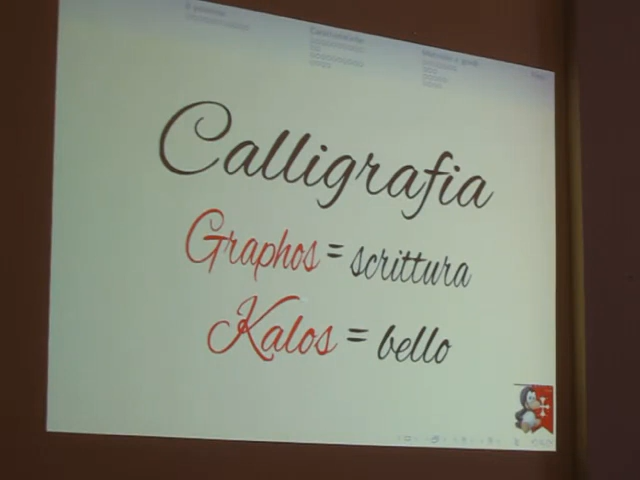 Calligrafia
Graphos = scrittura
Kalos = bello